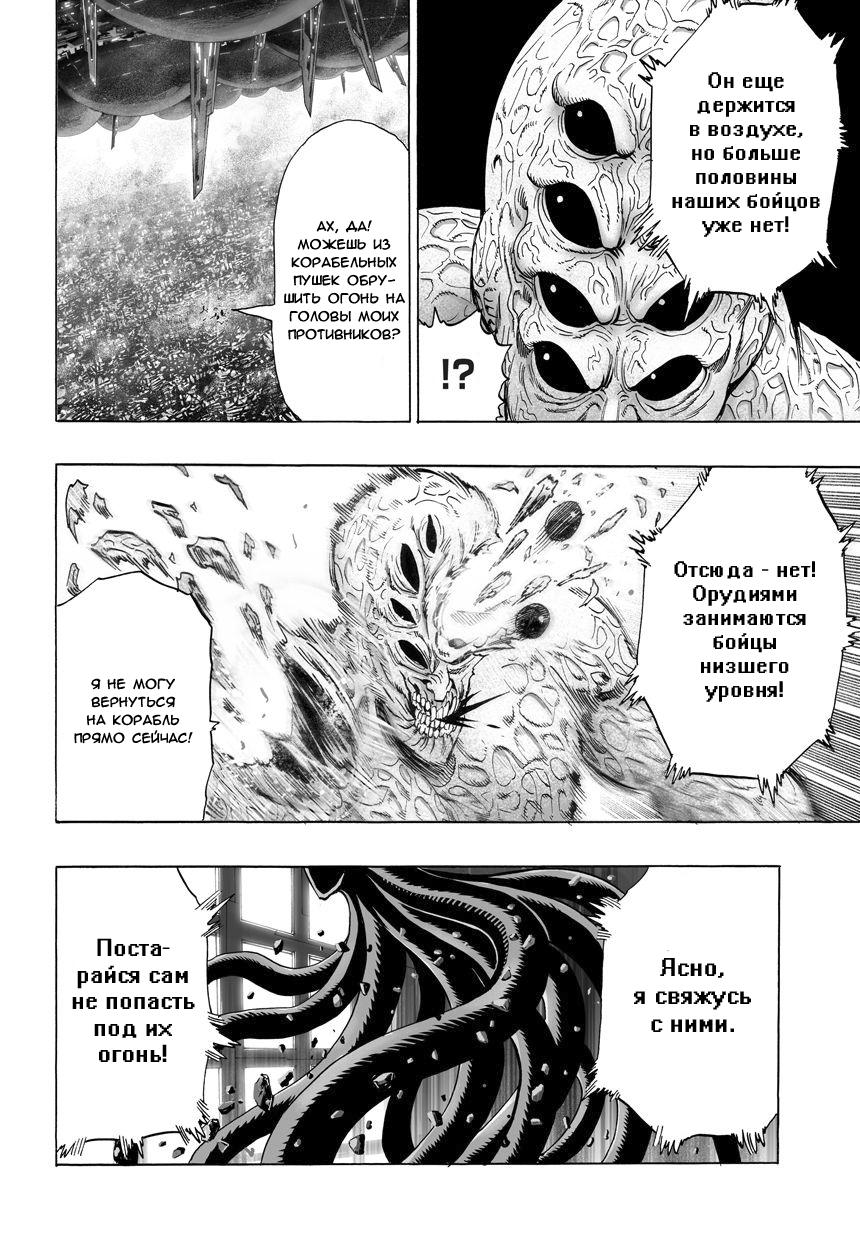 Он еще
держится
в воздухе,
но больше
половины
наших бойцов
уже нет!
!?
АХ, ДА!
МОЖЕШЬ ИЗ
КОРАБЕЛЬНЫХ
ПУШЕК ОБРУ-
ШИТЬ ОГОНЬ НА
ГОЛОВЫ МОИХ
ПРОТИВНИКОВ?
Отсюда - нет!
Орудиями
занимаются
бойцы
низшего
уровня!
Я НЕ МОГУ
ВЕРНУТЬСЯ
НА КОРАБЛЬ
ПРЯМО СЕЙЧАС!
Ясно,
я свяжусь
с ними.
Поста-
райся сам
не попасть
под их
огонь!